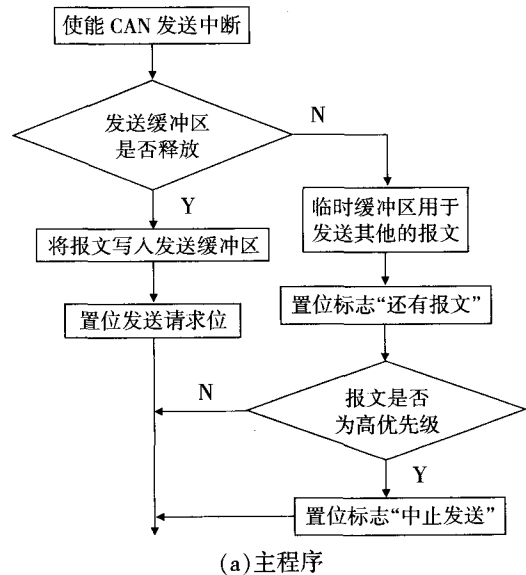 使能 CAN 发送中断
发送缓冲区
是否释放
N
Y
临时缓冲区用于
发送其他的报文
将报文写入发送缓冲区
置位发送请求位
置位标志“还有报文”
N
报文是否
为高优先级
Y
置位标志“中止发送”
(a)主程序